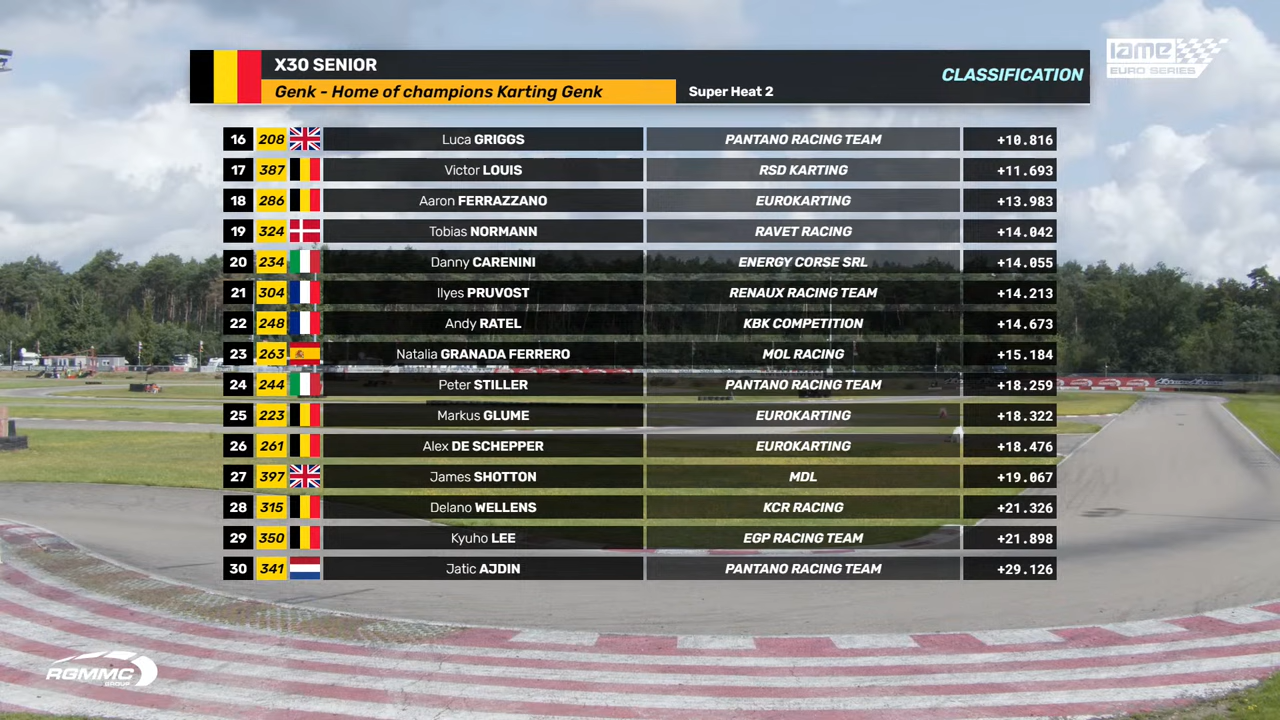 X30 SENIOR
Genk - Home of champions Karting Genk
Super Heat 2
CLASSIFICATION
iame
EURO SERIES
16 208 Luca GRIGGS PANTANO RACING TEAM +10.816
17 387 Victor LOUIS RSD KARTING +11.693
18 286 Aaron FERRAZZANO EUROKARTING +13.983
19 324 Tobias NORMANN RAVET RACING +14.042
20 234 Danny CARENINI ENERGY CORSE SRL +14.055
21 304 Ilyes PRUVOST RENAUX RACING TEAM +14.213
22 248 Andy RATEL KBK COMPETITION +14.673
23 263 Natalia GRANADA FERRERO MOL RACING +15.184
24 244 Peter STILLER PANTANO RACING TEAM +18.259
25 223 Markus GLUME EUROKARTING +18.322
26 261 Alex DE SCHEPPER EUROKARTING +18.476
27 397 James SHOTTON MDL +19.067
28 315 Delano WELLENS KCR RACING +21.326
29 350 Kyuho LEE EGP RACING TEAM +21.898
30 341 Jatic AJDIN PANTANO RACING TEAM +29.126
RGMMC
GROUP